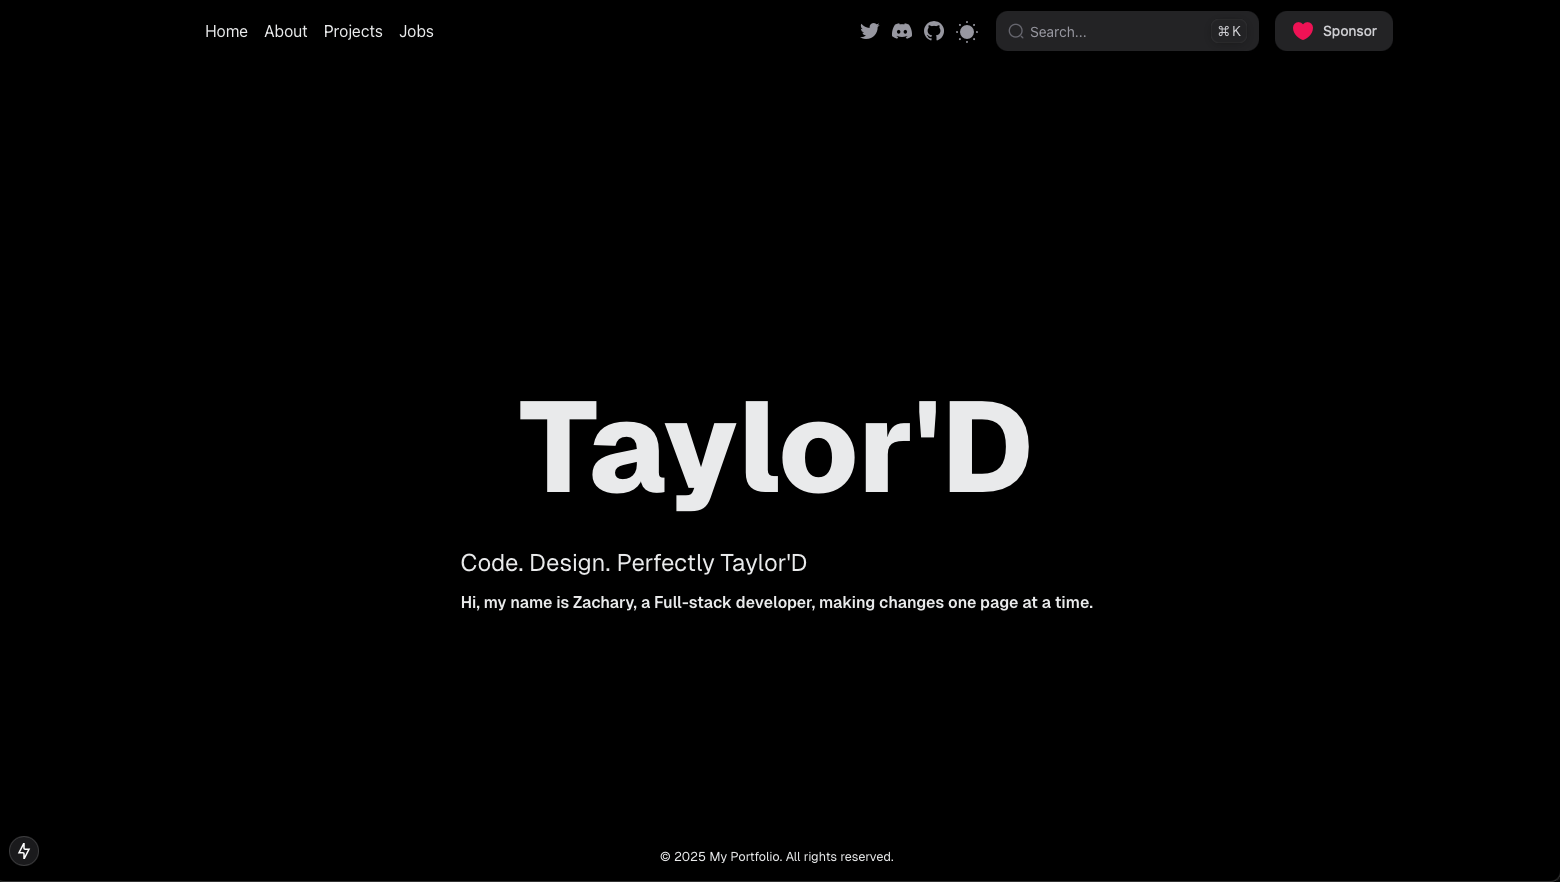 Home About Projects Jobs Search... ⌘K Sponsor
Taylor'D
Code. Design. Perfectly Taylor'D
Hi, my name is Zachary, a Full-stack developer, making changes one page at a time.
© 2025 My Portfolio. All rights reserved.